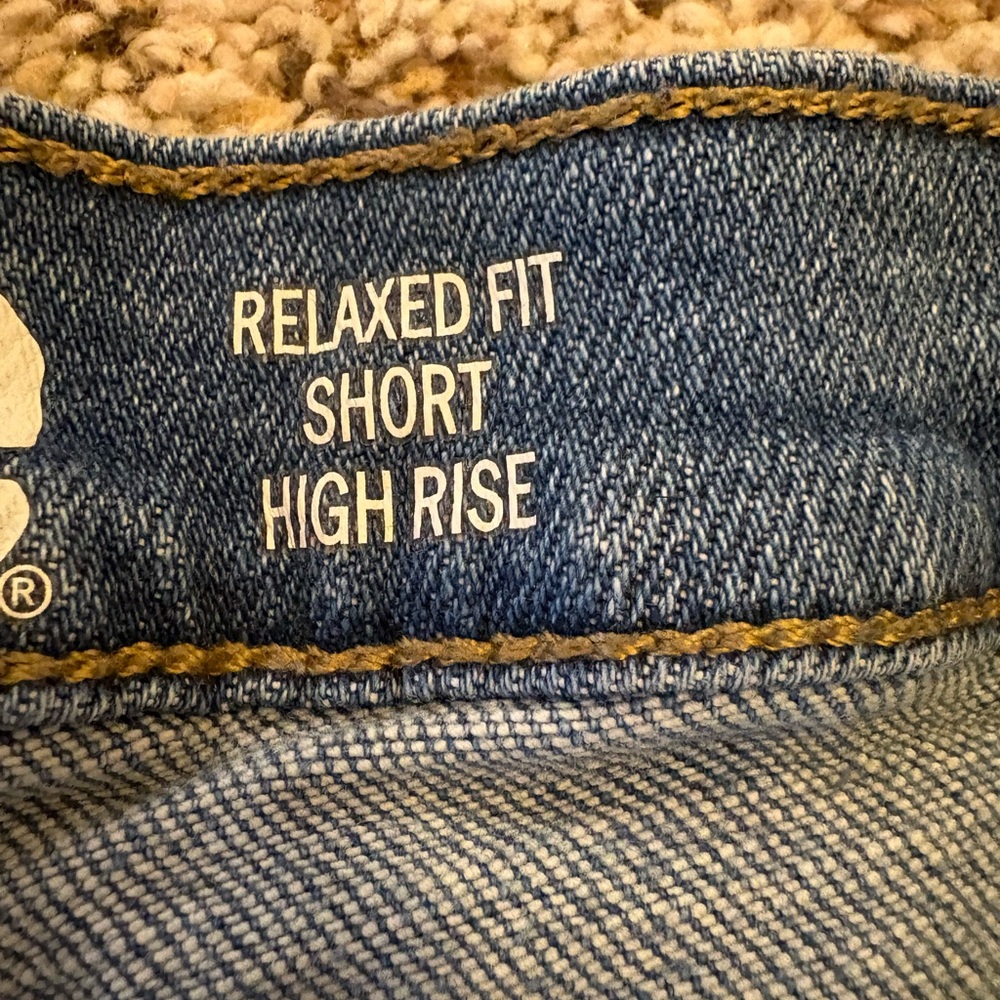 RELAXED FIT
SHORT
HIGH RISE
®